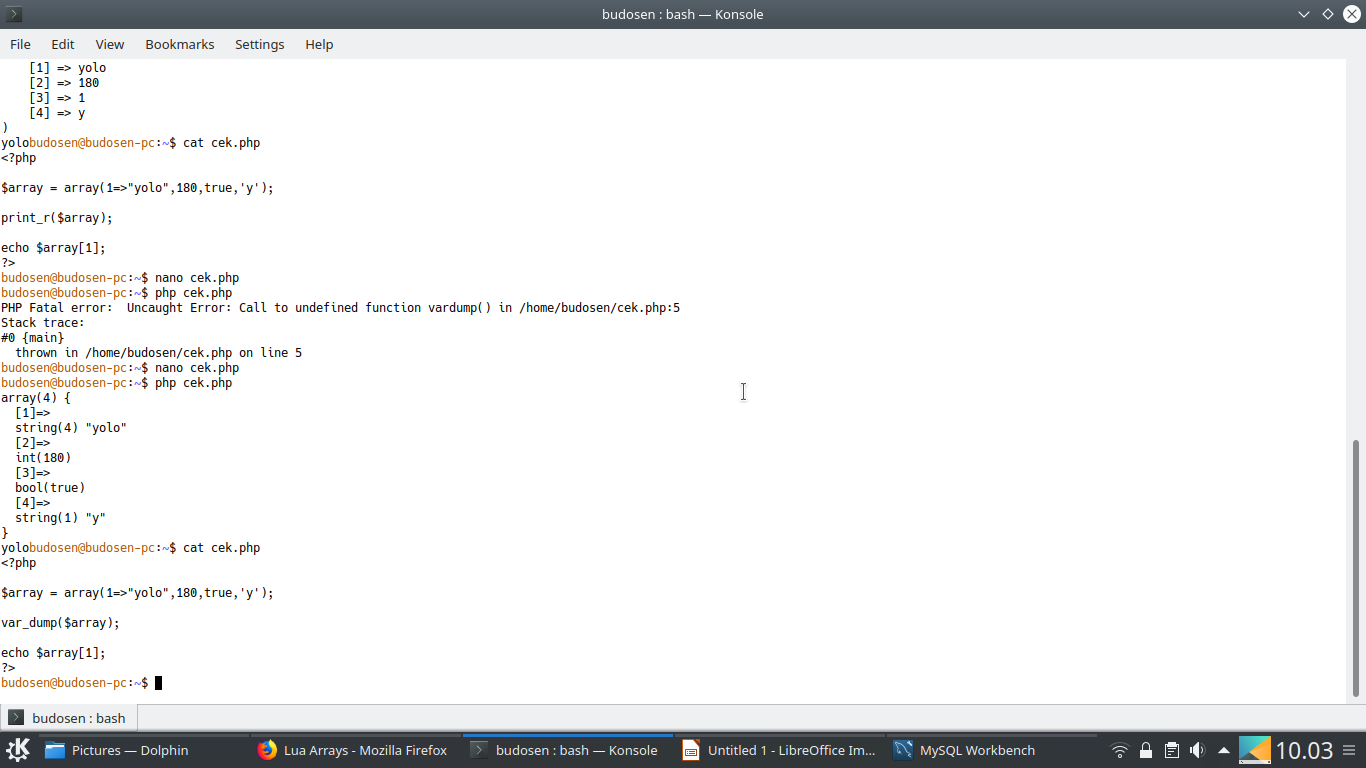 budosen : bash — Konsole
File Edit View Bookmarks Settings Help
    [1] => yolo
    [2] => 180
    [3] => 1
    [4] => y
)
yolobudosen@budosen-pc:~$ cat cek.php
<?php
$array = array(1=>"yolo",180,true,'y');
print_r($array);
echo $array[1];
?>
budosen@budosen-pc:~$ nano cek.php
budosen@budosen-pc:~$ php cek.php
PHP Fatal error:  Uncaught Error: Call to undefined function vardump() in /home/budosen/cek.php:5
Stack trace:
#0 {main}
  thrown in /home/budosen/cek.php on line 5
budosen@budosen-pc:~$ nano cek.php
budosen@budosen-pc:~$ php cek.php
array(4) {
  [1]=>
  string(4) "yolo"
  [2]=>
  int(180)
  [3]=>
  bool(true)
  [4]=>
  string(1) "y"
}
yolobudosen@budosen-pc:~$ cat cek.php
<?php
$array = array(1=>"yolo",180,true,'y');
var_dump($array);
echo $array[1];
?>
budosen@budosen-pc:~$
budosen : bash
Pictures — Dolphin Lua Arrays - Mozilla Firefox budosen : bash — Konsole Untitled 1 - LibreOffice Im... MySQL Workbench 10.03